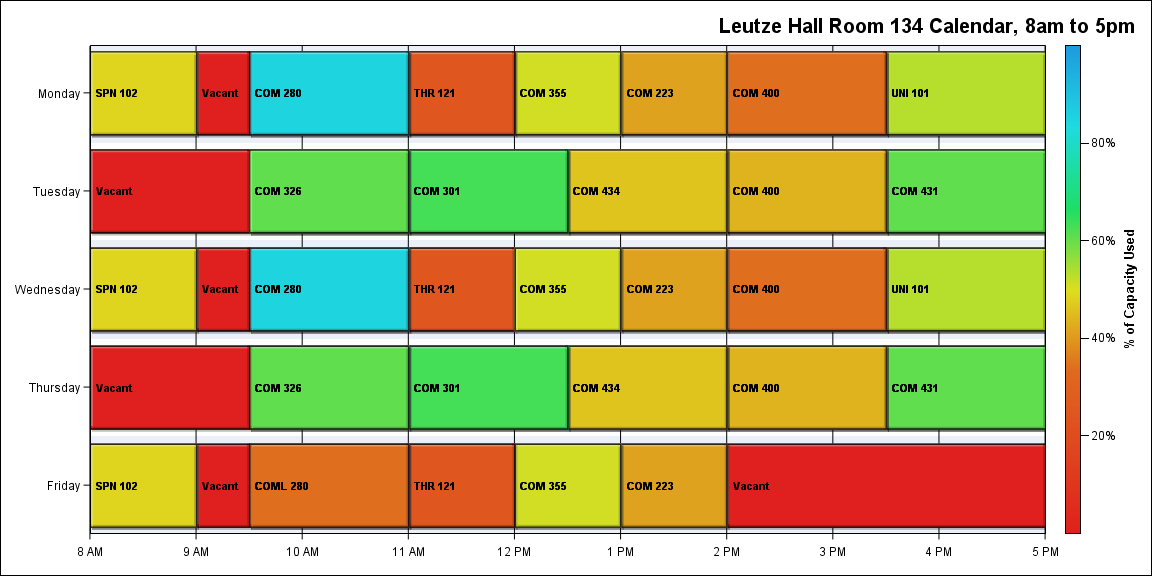 Leutze Hall Room 134 Calendar, 8am to 5pm
Monday
SPN 102
Vacant
COM 280
THR 121
COM 355
COM 223
COM 400
UNI 101
Tuesday
Vacant
COM 326
COM 301
COM 434
COM 400
COM 431
Wednesday
SPN 102
Vacant
COM 280
THR 121
COM 355
COM 223
COM 400
UNI 101
Thursday
Vacant
COM 326
COM 301
COM 434
COM 400
COM 431
Friday
SPN 102
Vacant
COML 280
THR 121
COM 355
COM 223
Vacant
8 AM
9 AM
10 AM
11 AM
12 PM
1 PM
2 PM
3 PM
4 PM
5 PM
80%
60%
40%
20%
% of Capacity Used